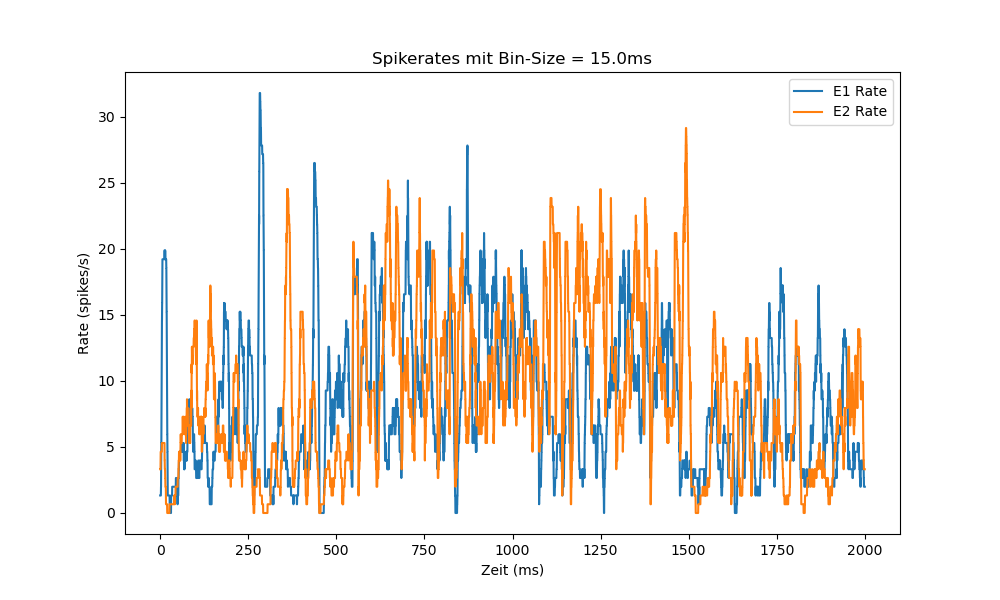 Spikerates mit Bin-Size = 15.0ms
E1 Rate
E2 Rate
Rate (spikes/s)
30
25
20
15
10
5
0
0 250 500 750 1000 1250 1500 1750 2000
Zeit (ms)